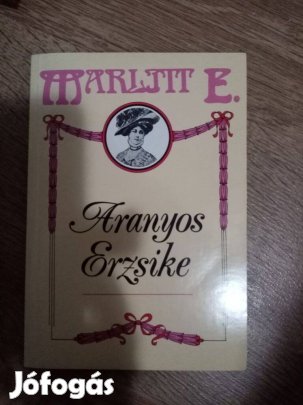 MARLITT E.
Aranyos
Erzsike
Jófogás